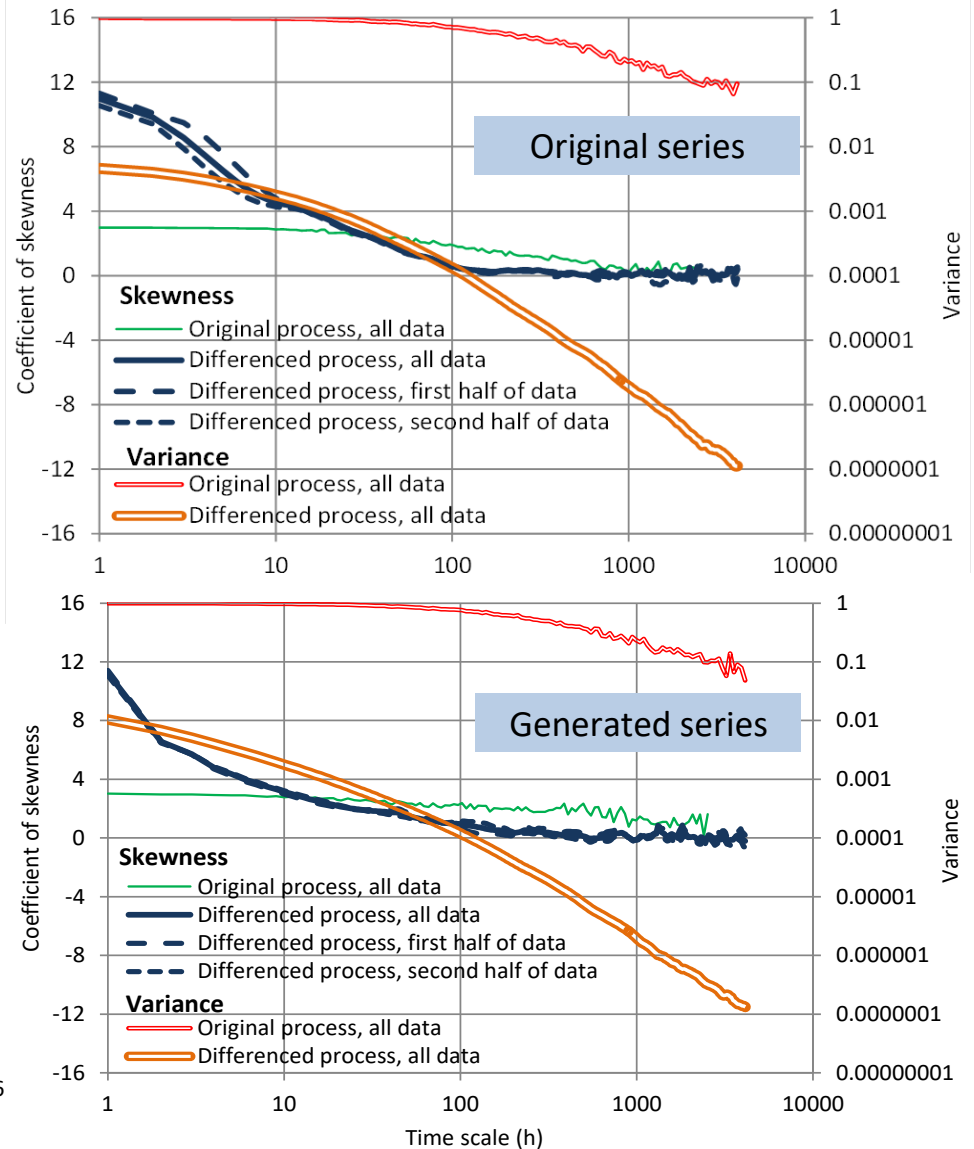 16
12
8
4
0
-4
-8
-12
-16
Coefficient of skewness
1
0.1
0.01
0.001
0.0001
0.00001
0.000001
0.0000001
0.00000001
Variance
Original series
Skewness
Original process, all data
Differenced process, all data
Differenced process, first half of data
Differenced process, second half of data
Variance
Original process, all data
Differenced process, all data
1 10 100 1000 10000
16
12
8
4
0
-4
-8
-12
-16
Coefficient of skewness
1
0.1
0.01
0.001
0.0001
0.00001
0.000001
0.0000001
0.00000001
Variance
Generated series
Skewness
Original process, all data
Differenced process, all data
Differenced process, first half of data
Differenced process, second half of data
Variance
Original process, all data
Differenced process, all data
1 10 100 1000 10000
Time scale (h)